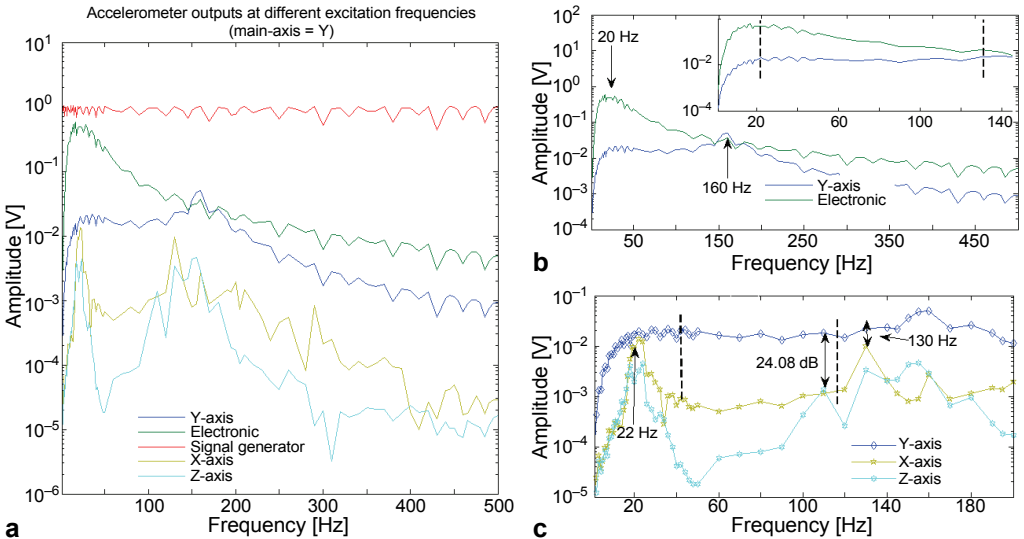 Accelerometer outputs at different excitation frequencies
(main-axis = Y)
10^1
10^0
10^−1
10^−2
10^−3
10^−4
10^−5
10^−6
Amplitude [V]
Y-axis
Electronic
Signal generator
X-axis
Z-axis
100
200
300
400
500
Frequency [Hz]
a
10^3
10^2
10^1
10^0
10^−1
10^−2
10^−3
10^−4
Amplitude [V]
20 Hz
10^−2
10^−4
22
60
100
140
160 Hz
Y-axis
Electronic
50
150
250
350
450
Frequency [Hz]
b
10^−1
10^−2
10^−3
10^−4
10^−5
Amplitude [V]
24.08 dB
130 Hz
22 Hz
Y-axis
X-axis
Z-axis
20
60
100
140
180
Frequency [Hz]
c